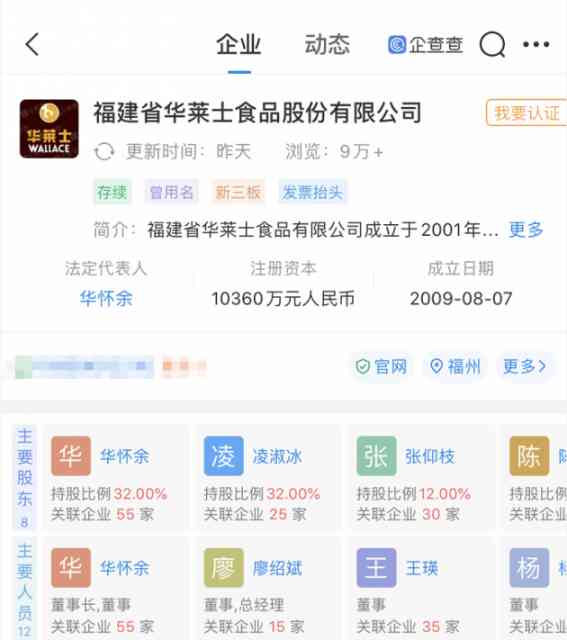 企业 动态 企查查
华莱士
WALLACE
福建省华莱士食品股份有限公司 我要认证
更新时间：昨天 浏览：9万+
存续 曾用名 新三板 发票抬头
简介：福建省华莱士食品有限公司成立于2001年... 更多
法定代表人 注册资本 成立日期
华怀余 10360万元人民币 2009-08-07
官网 福州 更多>
主要股东 8
华 华怀余 凌 凌淑冰 张 张仰枝 陈
持股比例32.00% 持股比例32.00% 持股比例12.00% 持股比例
关联企业 55 家 关联企业 25 家 关联企业 30 家 关联企业
主要人员 12
华 华怀余 廖 廖绍斌 王 王瑛 杨
董事长,董事 董事,总经理 董事 董事
关联企业 55 家 关联企业 15 家 关联企业 35 家 关联企业